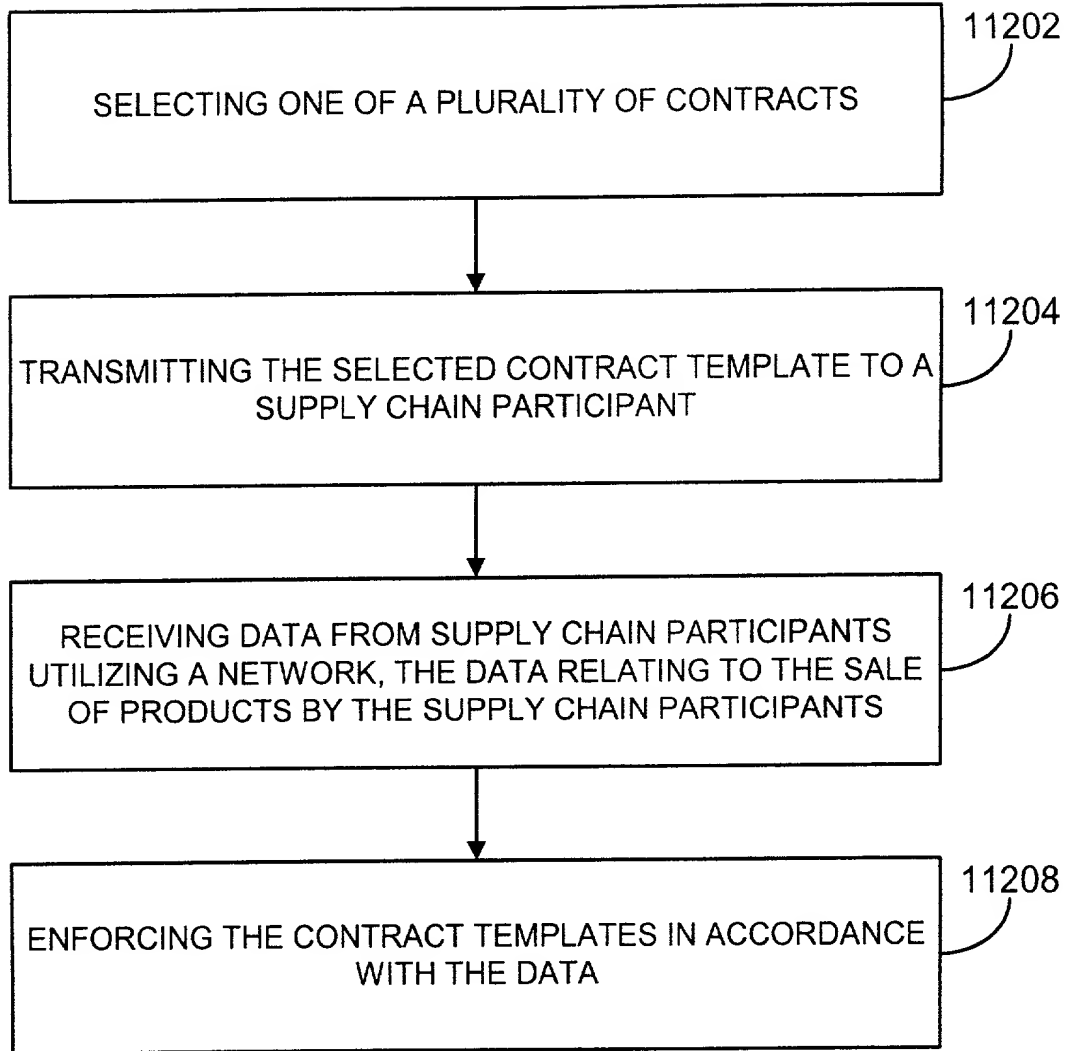 11202
SELECTING ONE OF A PLURALITY OF CONTRACTS
11204
TRANSMITTING THE SELECTED CONTRACT TEMPLATE TO A
SUPPLY CHAIN PARTICIPANT
11206
RECEIVING DATA FROM SUPPLY CHAIN PARTICIPANTS
UTILIZING A NETWORK, THE DATA RELATING TO THE SALE
OF PRODUCTS BY THE SUPPLY CHAIN PARTICIPANTS
11208
ENFORCING THE CONTRACT TEMPLATES IN ACCORDANCE
WITH THE DATA